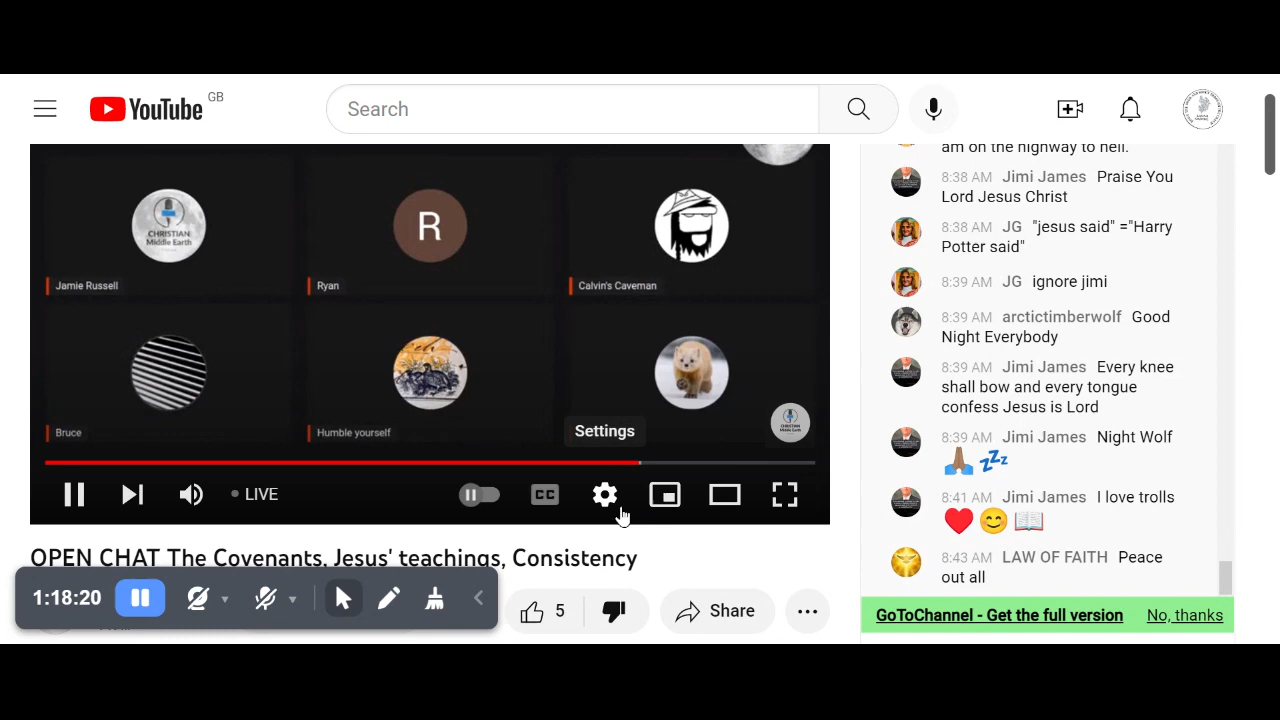 YouTube GB
Search
CHRISTIAN
Middle Earth
Jamie Russell
R
Ryan
Calvin's Caveman
Bruce
Humble yourself
Settings
LIVE
CC
OPEN CHAT The Covenants, Jesus' teachings, Consistency
1:18:20
5
Share
am on the highway to hell.
8:38 AM Jimi James Praise You
Lord Jesus Christ
8:38 AM JG "jesus said" ="Harry
Potter said"
8:39 AM JG ignore jimi
8:39 AM arctictimberwolf Good
Night Everybody
8:39 AM Jimi James Every knee
shall bow and every tongue
confess Jesus is Lord
8:39 AM Jimi James Night Wolf
🙏🏽 💤
8:41 AM Jimi James I love trolls
❤️😊📖
8:43 AM LAW OF FAITH Peace
out all
GoToChannel - Get the full version No, thanks